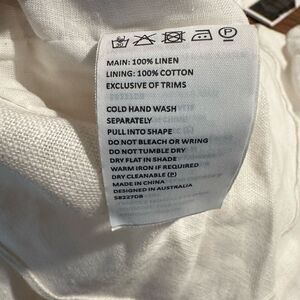 MAIN: 100% LINEN
LINING: 100% COTTON
EXCLUSIVE OF TRIMS
COLD HAND WASH
SEPARATELY
PULL INTO SHAPE
DO NOT BLEACH OR WRING
DO NOT TUMBLE DRY
DRY FLAT IN SHADE
WARM IRON IF REQUIRED
DRY CLEANABLE (P)
MADE IN CHINA
DESIGNED IN AUSTRALIA
58227DB